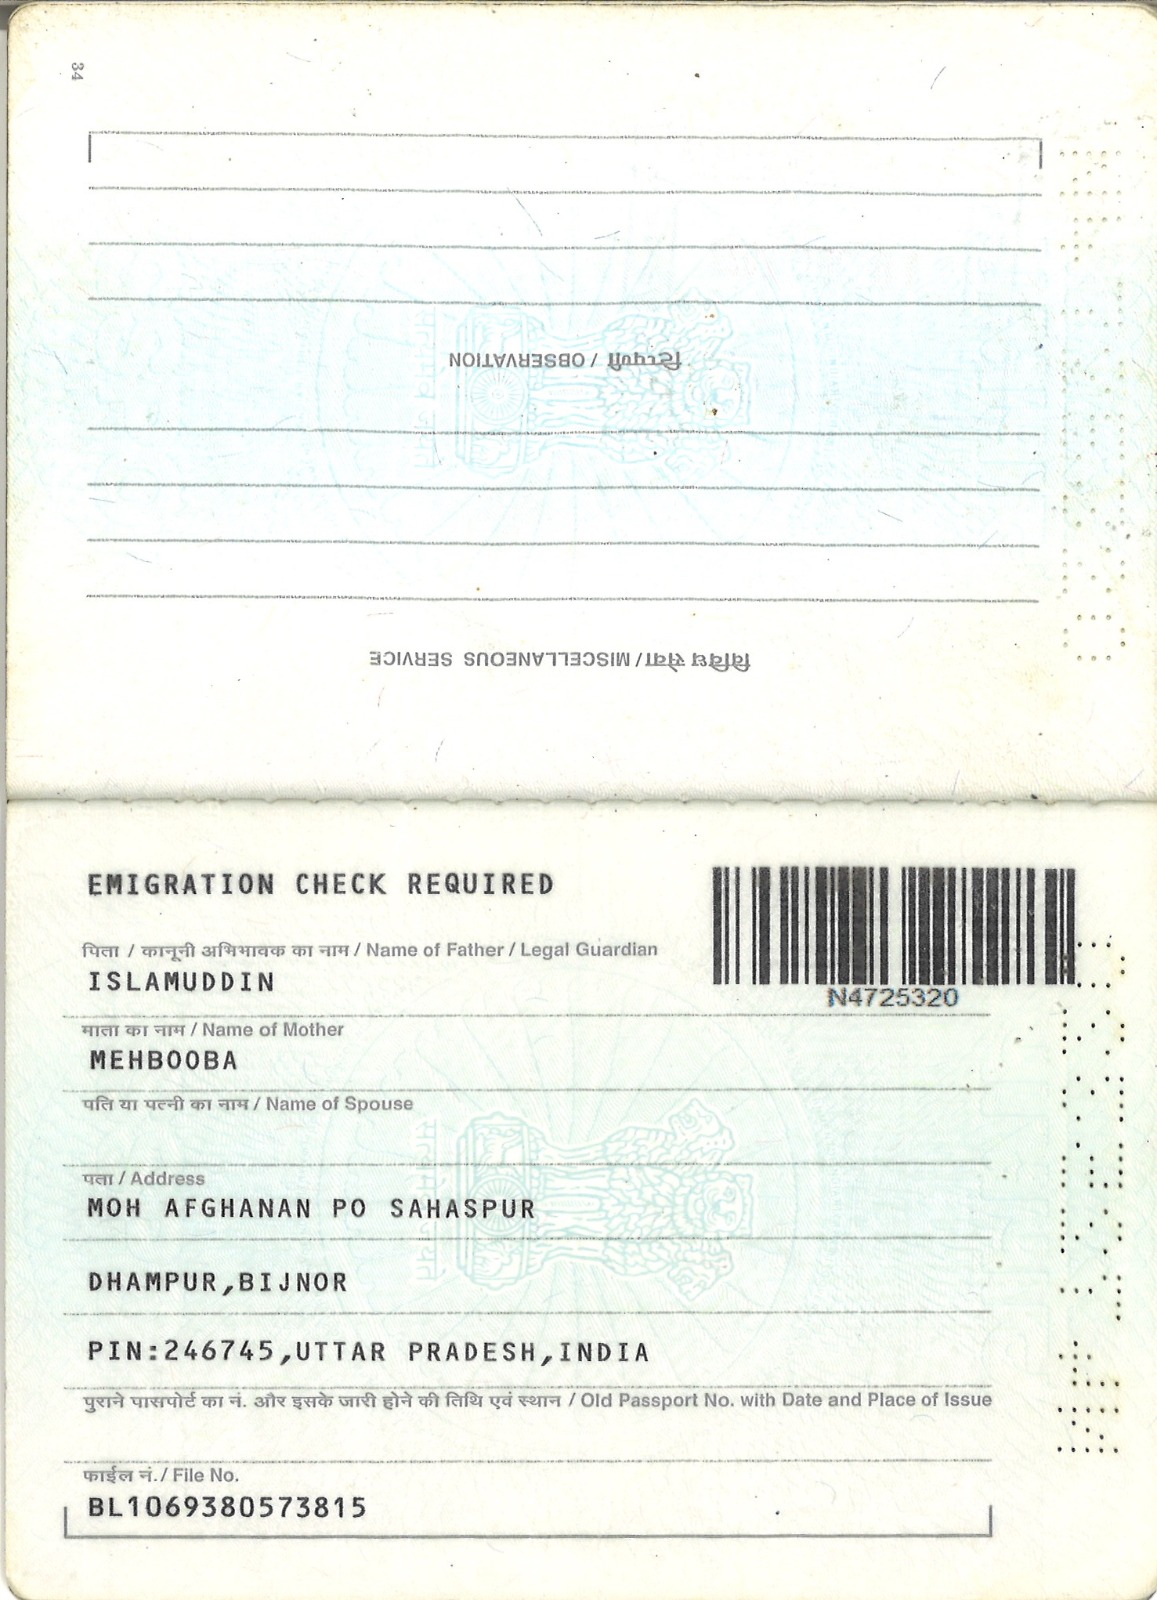 34
टिप्पणी / OBSERVATION
विविध सेवा / MISCELLANEOUS SERVICE
EMIGRATION CHECK REQUIRED
N4725320
पिता / कानूनी अभिभावक का नाम / Name of Father / Legal Guardian
ISLAMUDDIN
माता का नाम / Name of Mother
MEHBOOBA
पति या पत्नी का नाम / Name of Spouse
पता / Address
MOH AFGHANAN PO SAHASPUR
DHAMPUR,BIJNOR
PIN:246745,UTTAR PRADESH,INDIA
पुराने पासपोर्ट का नं. और इसके जारी होने की तिथि एवं स्थान / Old Passport No. with Date and Place of Issue
फाईल नं. / File No.
BL1069380573815